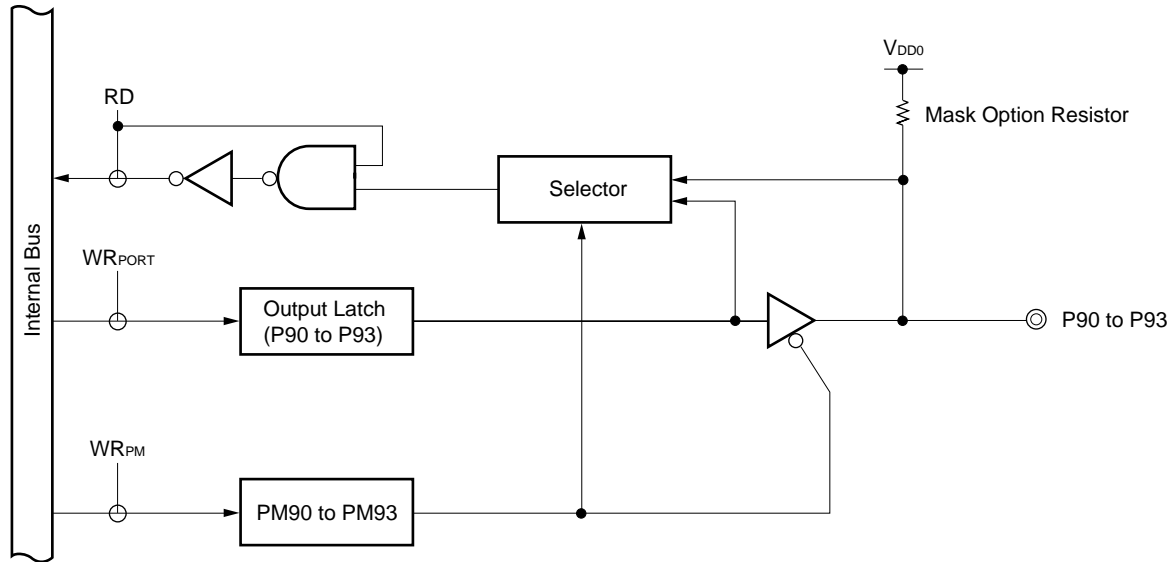 VDD0
RD
Mask Option Resistor
Selector
Internal Bus
WRPORT
Output Latch
(P90 to P93)
P90 to P93
WRPM
PM90 to PM93